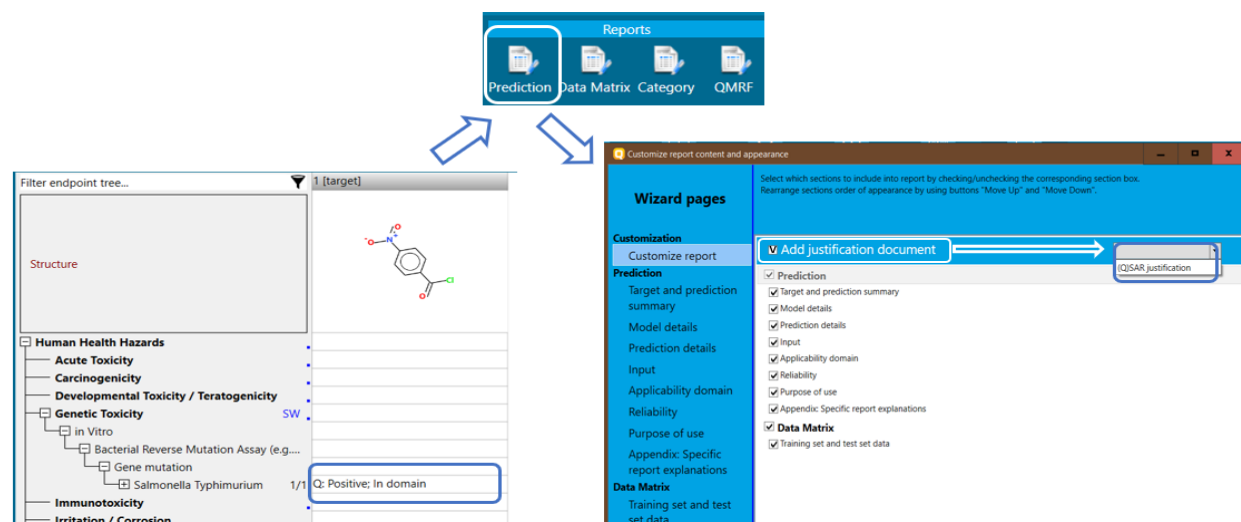 Reports
Prediction Data Matrix Category QMRF
Filter endpoint tree...
1 [target]
Structure
O
-O
N+
Cl
O
Human Health Hazards
Acute Toxicity
Carcinogenicity
Developmental Toxicity / Teratogenicity
Genetic Toxicity SW
in Vitro
Bacterial Reverse Mutation Assay (e.g....
Gene mutation
Salmonella Typhimurium 1/1 Q: Positive; In domain
Immunotoxicity
Irritation / Corrosion
Q Customize report content and appearance
Wizard pages
Customization
Customize report
Prediction
Target and prediction
summary
Model details
Prediction details
Input
Applicability domain
Reliability
Purpose of use
Appendix: Specific
report explanations
Data Matrix
Training set and test
set data
Select which sections to include into report by checking/unchecking the corresponding section box.
Rearrange sections order of appearance by using buttons "Move Up" and "Move Down".
Add justification document
(Q)SAR justification
Prediction
Target and prediction summary
Model details
Prediction details
Input
Applicability domain
Reliability
Purpose of use
Appendix: Specific report explanations
Data Matrix
Training set and test set data